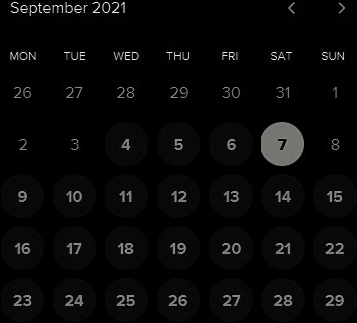 September 2021
MON TUE WED THU FRI SAT SUN
26 27 28 29 30 31 1
2 3 4 5 6 7 8
9 10 11 12 13 14 15
16 17 18 19 20 21 22
23 24 25 26 27 28 29